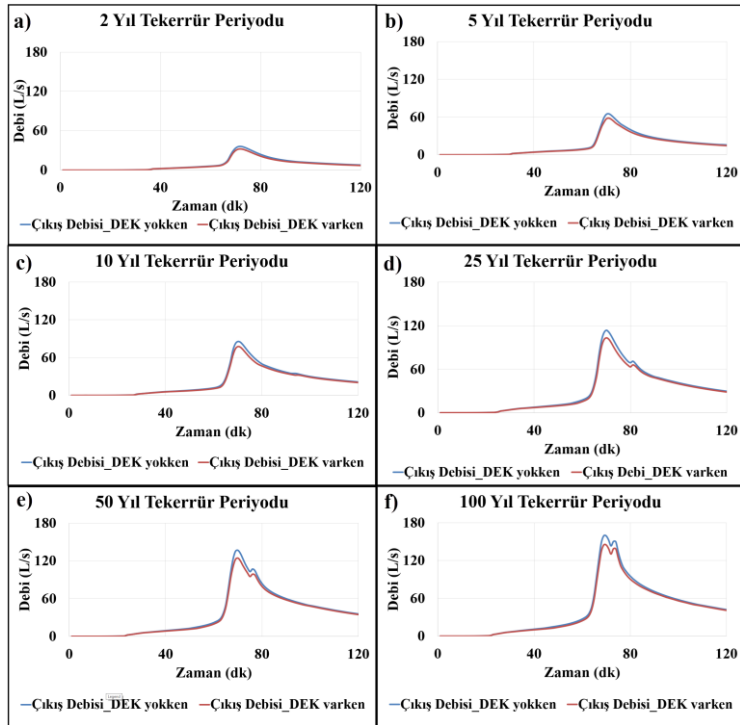 a) 2 Yıl Tekerrür Periyodu
Debi (L/s)
180
120
60
0
0 40 80 120
Zaman (dk)
Çıkış Debisi_DEK yokken Çıkış Debisi_DEK varken
b) 5 Yıl Tekerrür Periyodu
Debi (L/s)
180
120
60
0
0 40 80 120
Zaman (dk)
Çıkış Debisi_DEK yokken Çıkış Debisi_DEK varken
c) 10 Yıl Tekerrür Periyodu
Debi (L/s)
180
120
60
0
0 40 80 120
Zaman (dk)
Çıkış Debisi_DEK yokken Çıkış Debisi_DEK varken
d) 25 Yıl Tekerrür Periyodu
Debi (L/s)
180
120
60
0
0 40 80 120
Zaman (dk)
Çıkış Debisi_DEK yokken Çıkış Debi_DEK varken
e) 50 Yıl Tekerrür Periyodu
Debi (L/s)
180
120
60
0
0 40 80 120
Zaman (dk)
Çıkış Debisi_DEK yokken Çıkış Debisi_DEK varken
f) 100 Yıl Tekerrür Periyodu
Debi (L/s)
180
120
60
0
0 40 80 120
Zaman (dk)
Çıkış Debisi_DEK yokken Çıkış Debisi_DEK varken